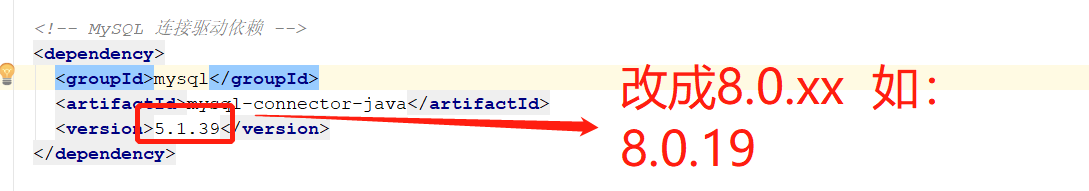 <!-- MySQL 连接驱动依赖 -->
<dependency>
<groupId>mysql</groupId>
<artifactId>mysql-connector-java</artifactId>
<version>5.1.39</version>
</dependency>
改成8.0.xx 如：
8.0.19